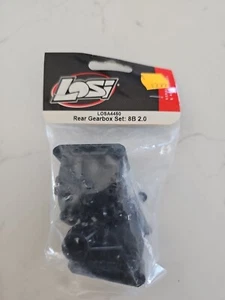 LOSI
LOSA4450
Rear Gearbox Set: 8B 2.0